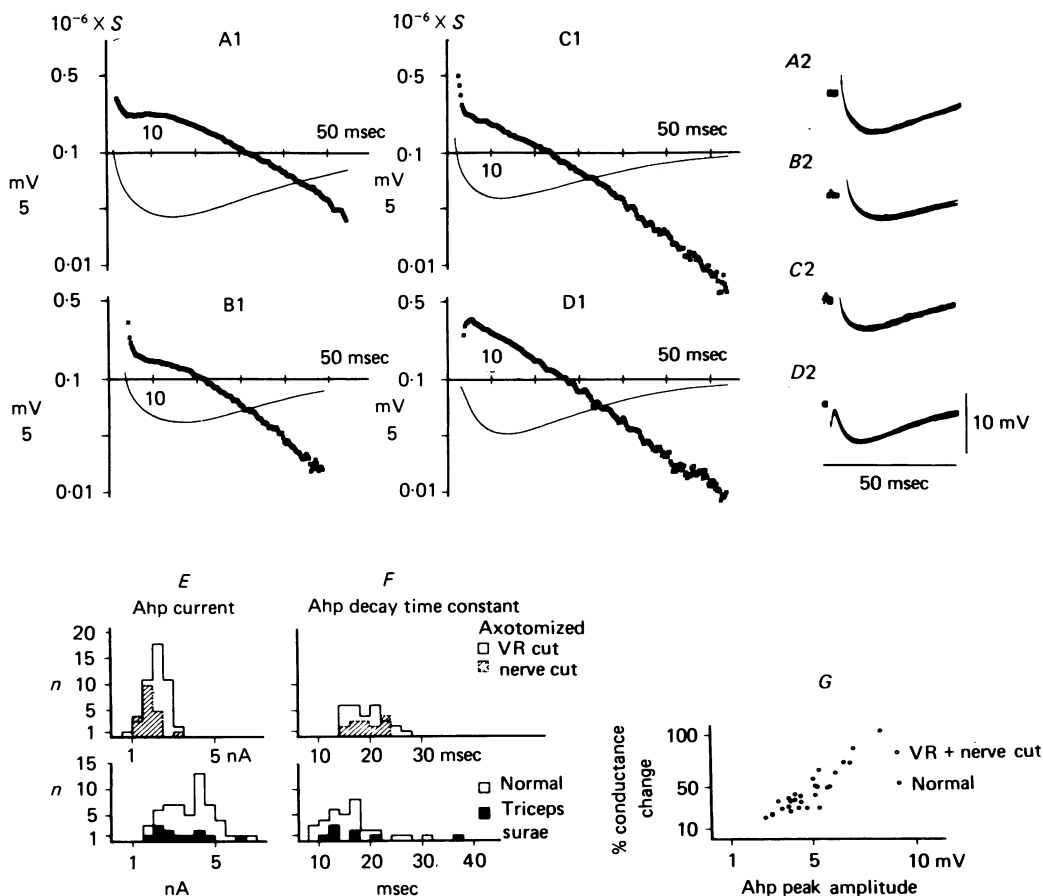 10⁻⁶ × S
A1
0·5
10
50 msec
0·1
mV
5
0·01
10⁻⁶ × S
C1
0·5
50 msec
0·1
10
mV
5
0·01
B1
0·5
50 msec
0·1
10
mV
5
0·01
D1
0·5
10
50 msec
0·1
mV
5
0·01
A2
B2
C2
D2
10 mV
50 msec
E
Ahp current
20
15
n
10
5
1
1
5 nA
F
Ahp decay time constant
Axotomized
VR cut
nerve cut
10
20
30 msec
15
n
10
5
1
1
5
nA
Normal
Triceps
surae
10
20
30
40
msec
G
100
% conductance
change
50
10
VR + nerve cut
Normal
1
5
10 mV
Ahp peak amplitude